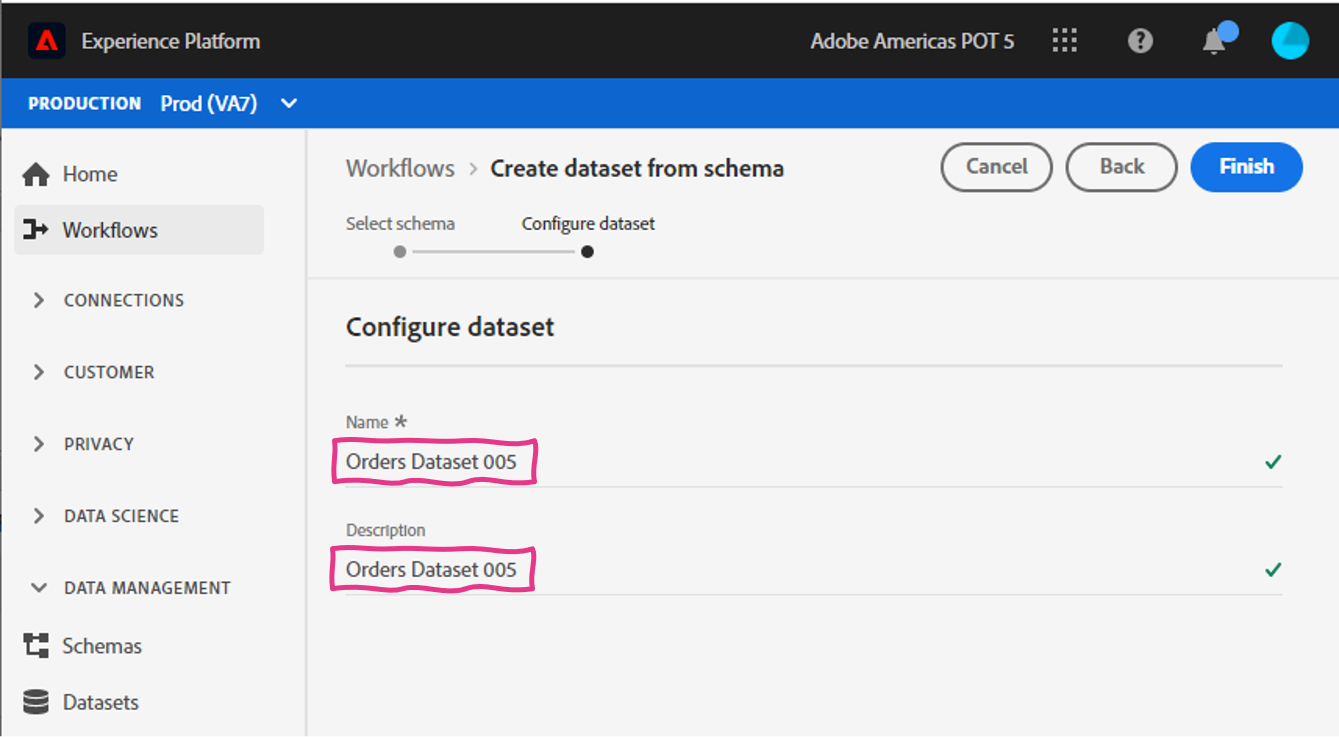 Experience Platform
Adobe Americas POT 5
PRODUCTION Prod (VA7)
Home
Workflows
CONNECTIONS
CUSTOMER
PRIVACY
DATA SCIENCE
DATA MANAGEMENT
Schemas
Datasets
Workflows > Create dataset from schema
Cancel
Back
Finish
Select schema
Configure dataset
Configure dataset
Name *
Orders Dataset 005
Description
Orders Dataset 005